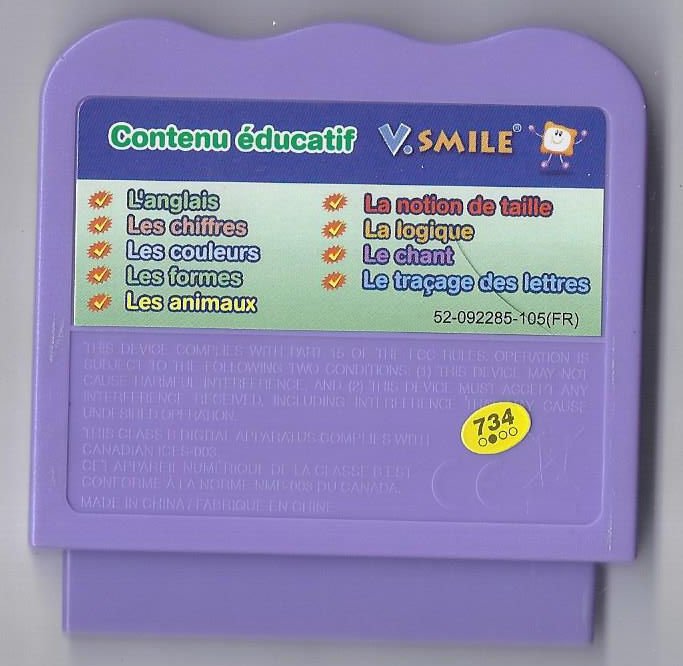 Contenu éducatif V.SMILE®
L'anglais
Les chiffres
Les couleurs
Les formes
Les animaux
La notion de taille
La logique
Le chant
Le traçage des lettres
52-092285-105(FR)
THIS DEVICE COMPLIES WITH PART 15 OF THE FCC RULES. OPERATION IS
SUBJECT TO THE FOLLOWING TWO CONDITIONS: (1) THIS DEVICE MAY NOT
CAUSE HARMFUL INTERFERENCE, AND (2) THIS DEVICE MUST ACCEPT ANY
INTERFERENCE RECEIVED, INCLUDING INTERFERENCE CAUSE
UNDESIRED OPERATION.
734
THIS CLASS B DIGITAL APPARATUS COMPLIES WITH
CANADIAN ICES-003.
CET APPAREIL NUMÉRIQUE DE LA CLASSE B EST
CONFORME À LA NORME NMB-003 DU CANADA.
MADE IN CHINA / FABRIQUÉ EN CHINE
CE